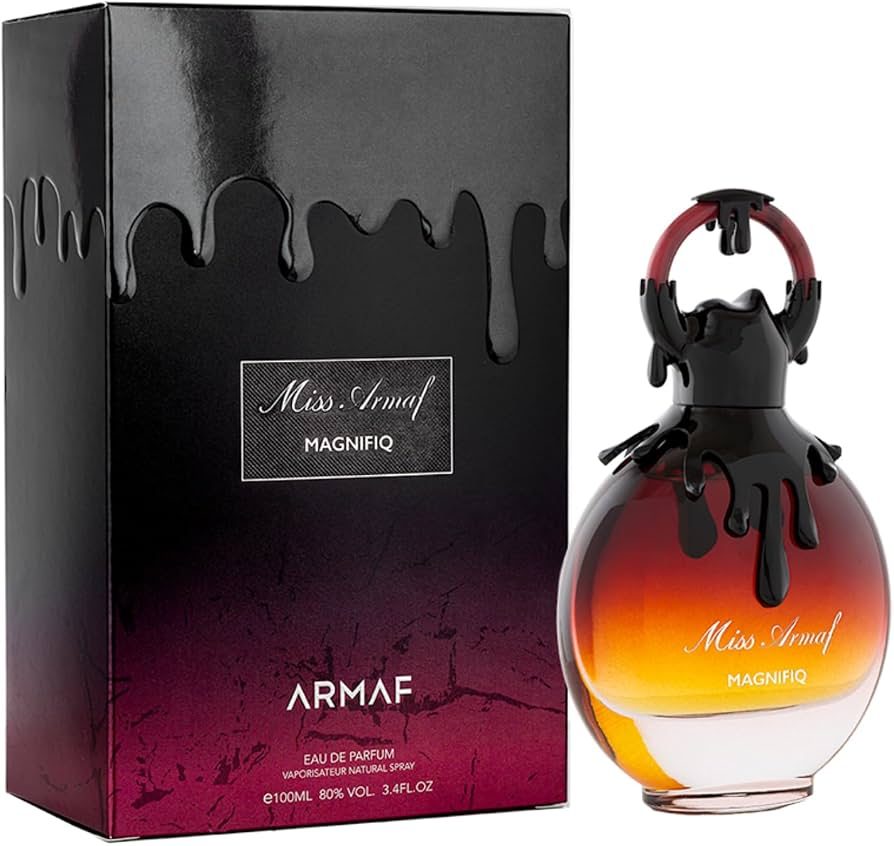 Miss Armaf
MAGNIFIQ
ARMAF
EAU DE PARFUM
VAPORISATEUR NATURAL SPRAY
℮100ML 80% VOL. 3.4FL.OZ
Miss Armaf
MAGNIFIQ